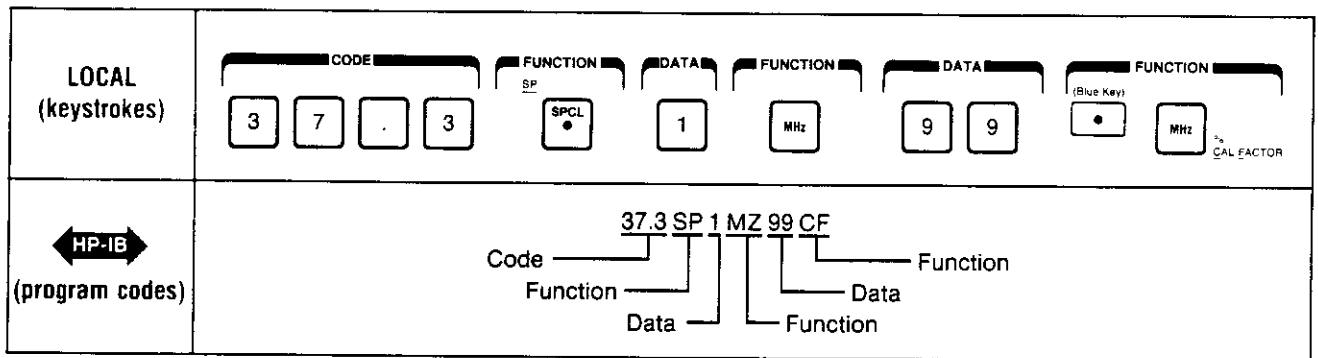 LOCAL
(keystrokes)
CODE FUNCTION DATA FUNCTION DATA FUNCTION
SP (Blue Key)
3 7 . 3 SPCL 1 MHz 9 9 MHz
%
CAL FACTOR
HP-IB
(program codes)
37.3 SP 1 MZ 99 CF
Code Function
Function Data
Data Function